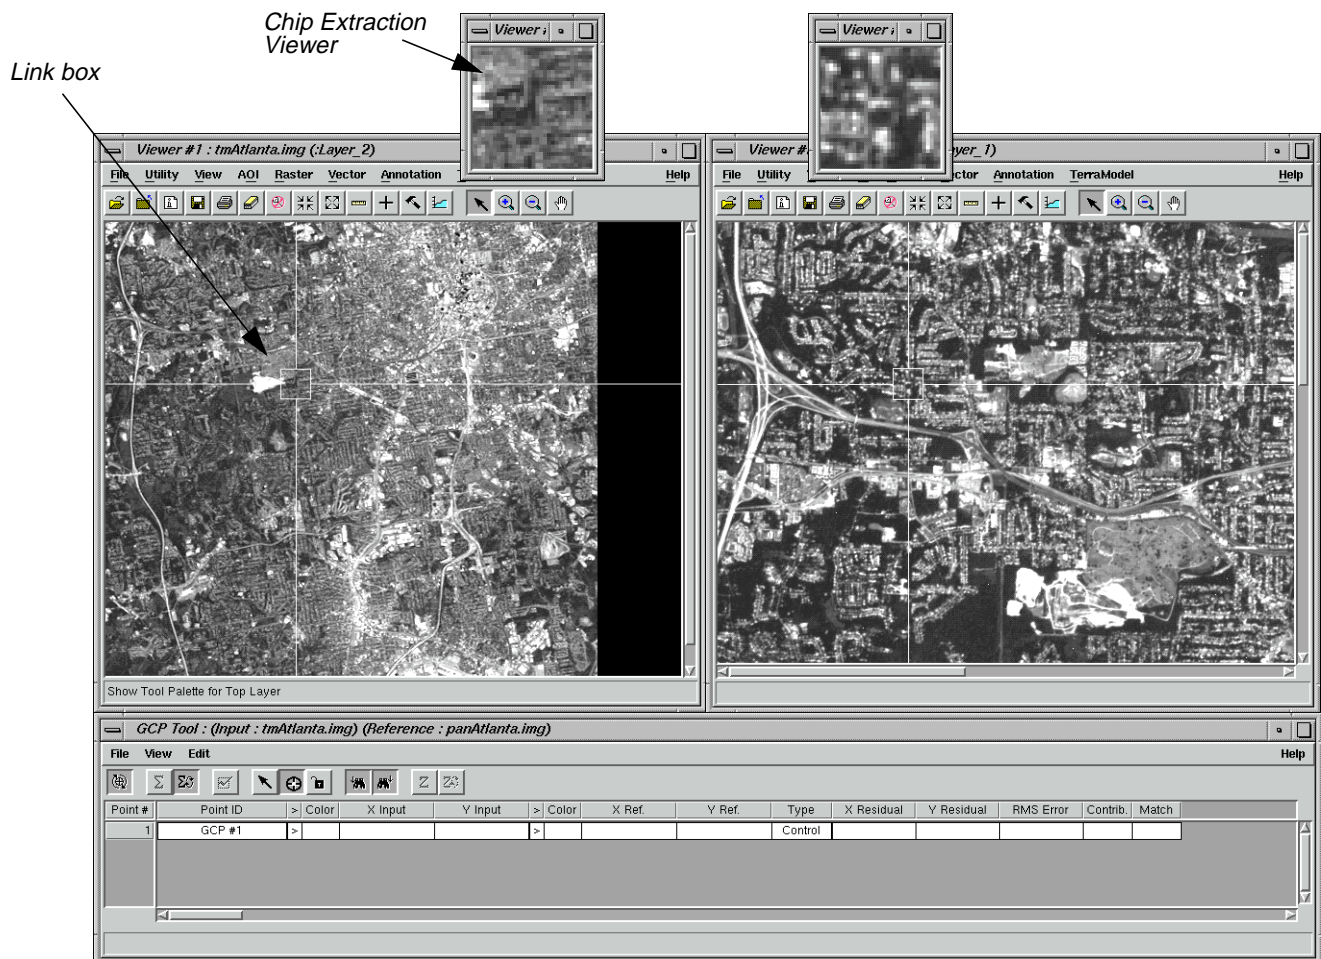 Chip Extraction
Viewer
Link box
Viewer
Viewer
Viewer #1 : tmAtlanta.img (:Layer_2)
File Utility View AOI Raster Vector Annotation Help
Viewer # yer_1)
File Utility ctor Annotation TerraModel Help
Show Tool Palette for Top Layer
GCP Tool : (Input : tmAtlanta.img) (Reference : panAtlanta.img)
File View Edit Help
Σ Σ Z Z
Point # Point ID > Color X Input Y Input > Color X Ref. Y Ref. Type X Residual Y Residual RMS Error Contrib. Match
1 GCP #1 > > Control